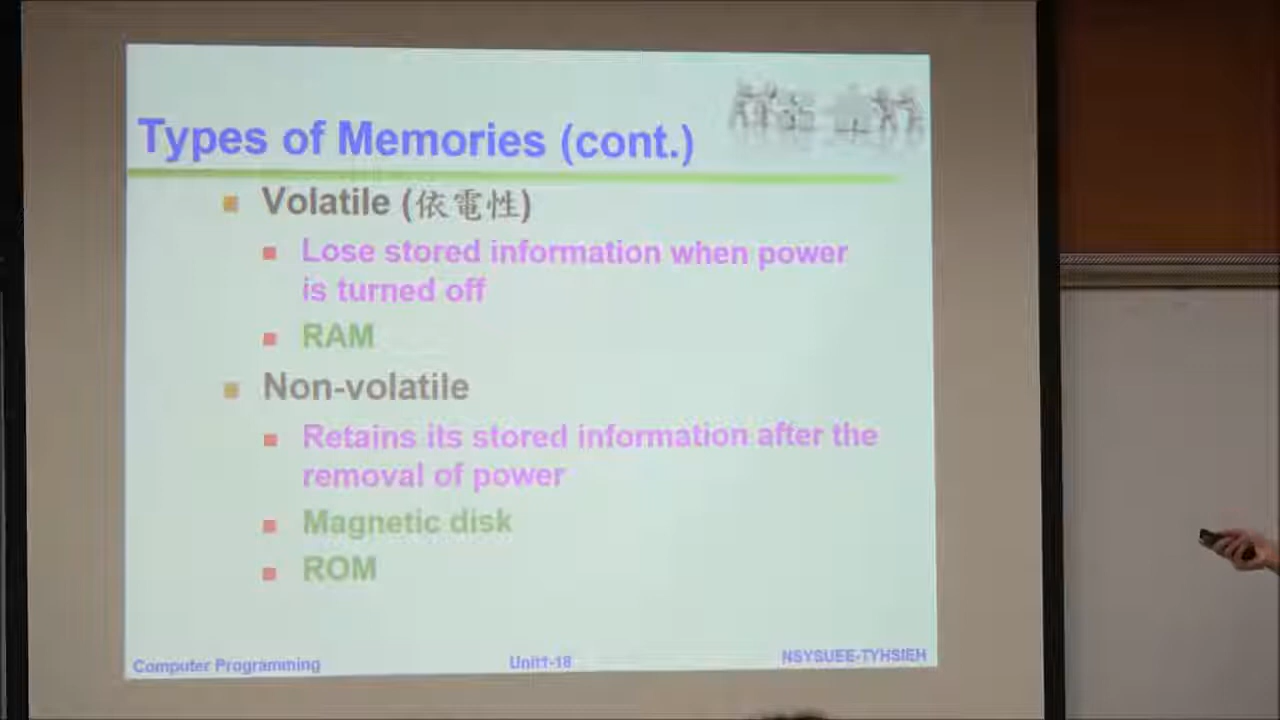 Types of Memories (cont.)
Volatile (依電性)
Lose stored information when power
is turned off
RAM
Non-volatile
Retains its stored information after the
removal of power
Magnetic disk
ROM
Computer Programming
Unit1-18
NSYSUEE-TYHSIEH